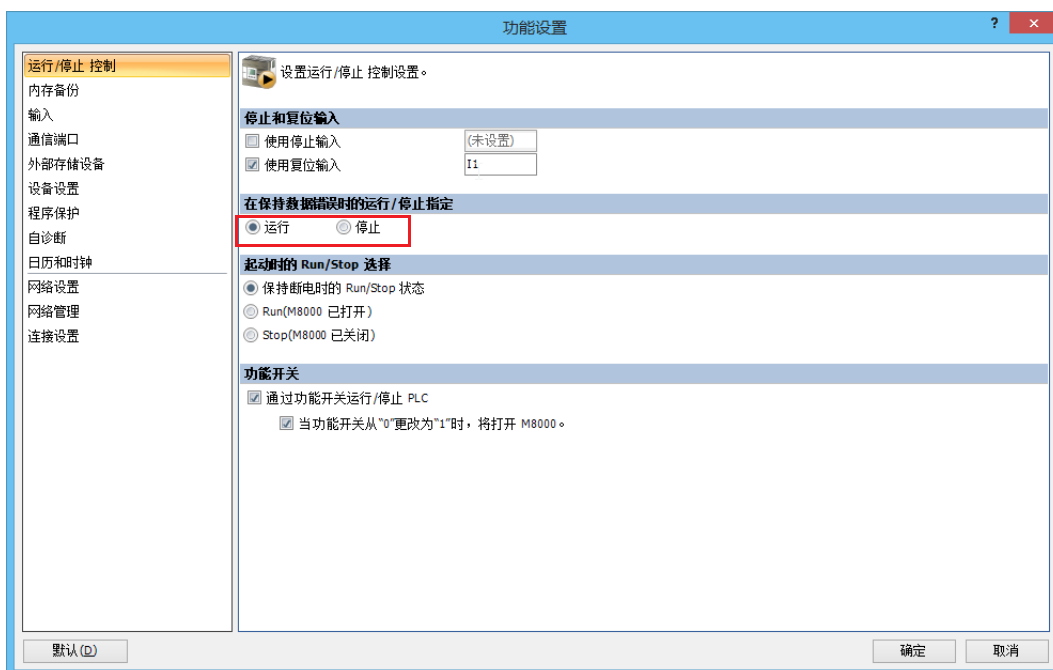 功能设置
?
×
运行/停止 控制
内存备份
输入
通信端口
外部存储设备
设备设置
程序保护
自诊断
日历和时钟
网络设置
网络管理
连接设置
设置运行/停止 控制设置。
停止和复位输入
使用停止输入 (未设置)
使用复位输入 I1
在保持数据错误时的运行/停止指定
运行 停止
起动时的 Run/Stop 选择
保持断电时的 Run/Stop 状态
Run(M8000 已打开)
Stop(M8000 已关闭)
功能开关
通过功能开关运行/停止 PLC
当功能开关从“0”更改为“1”时，将打开 M8000。
默认(D) 确定 取消